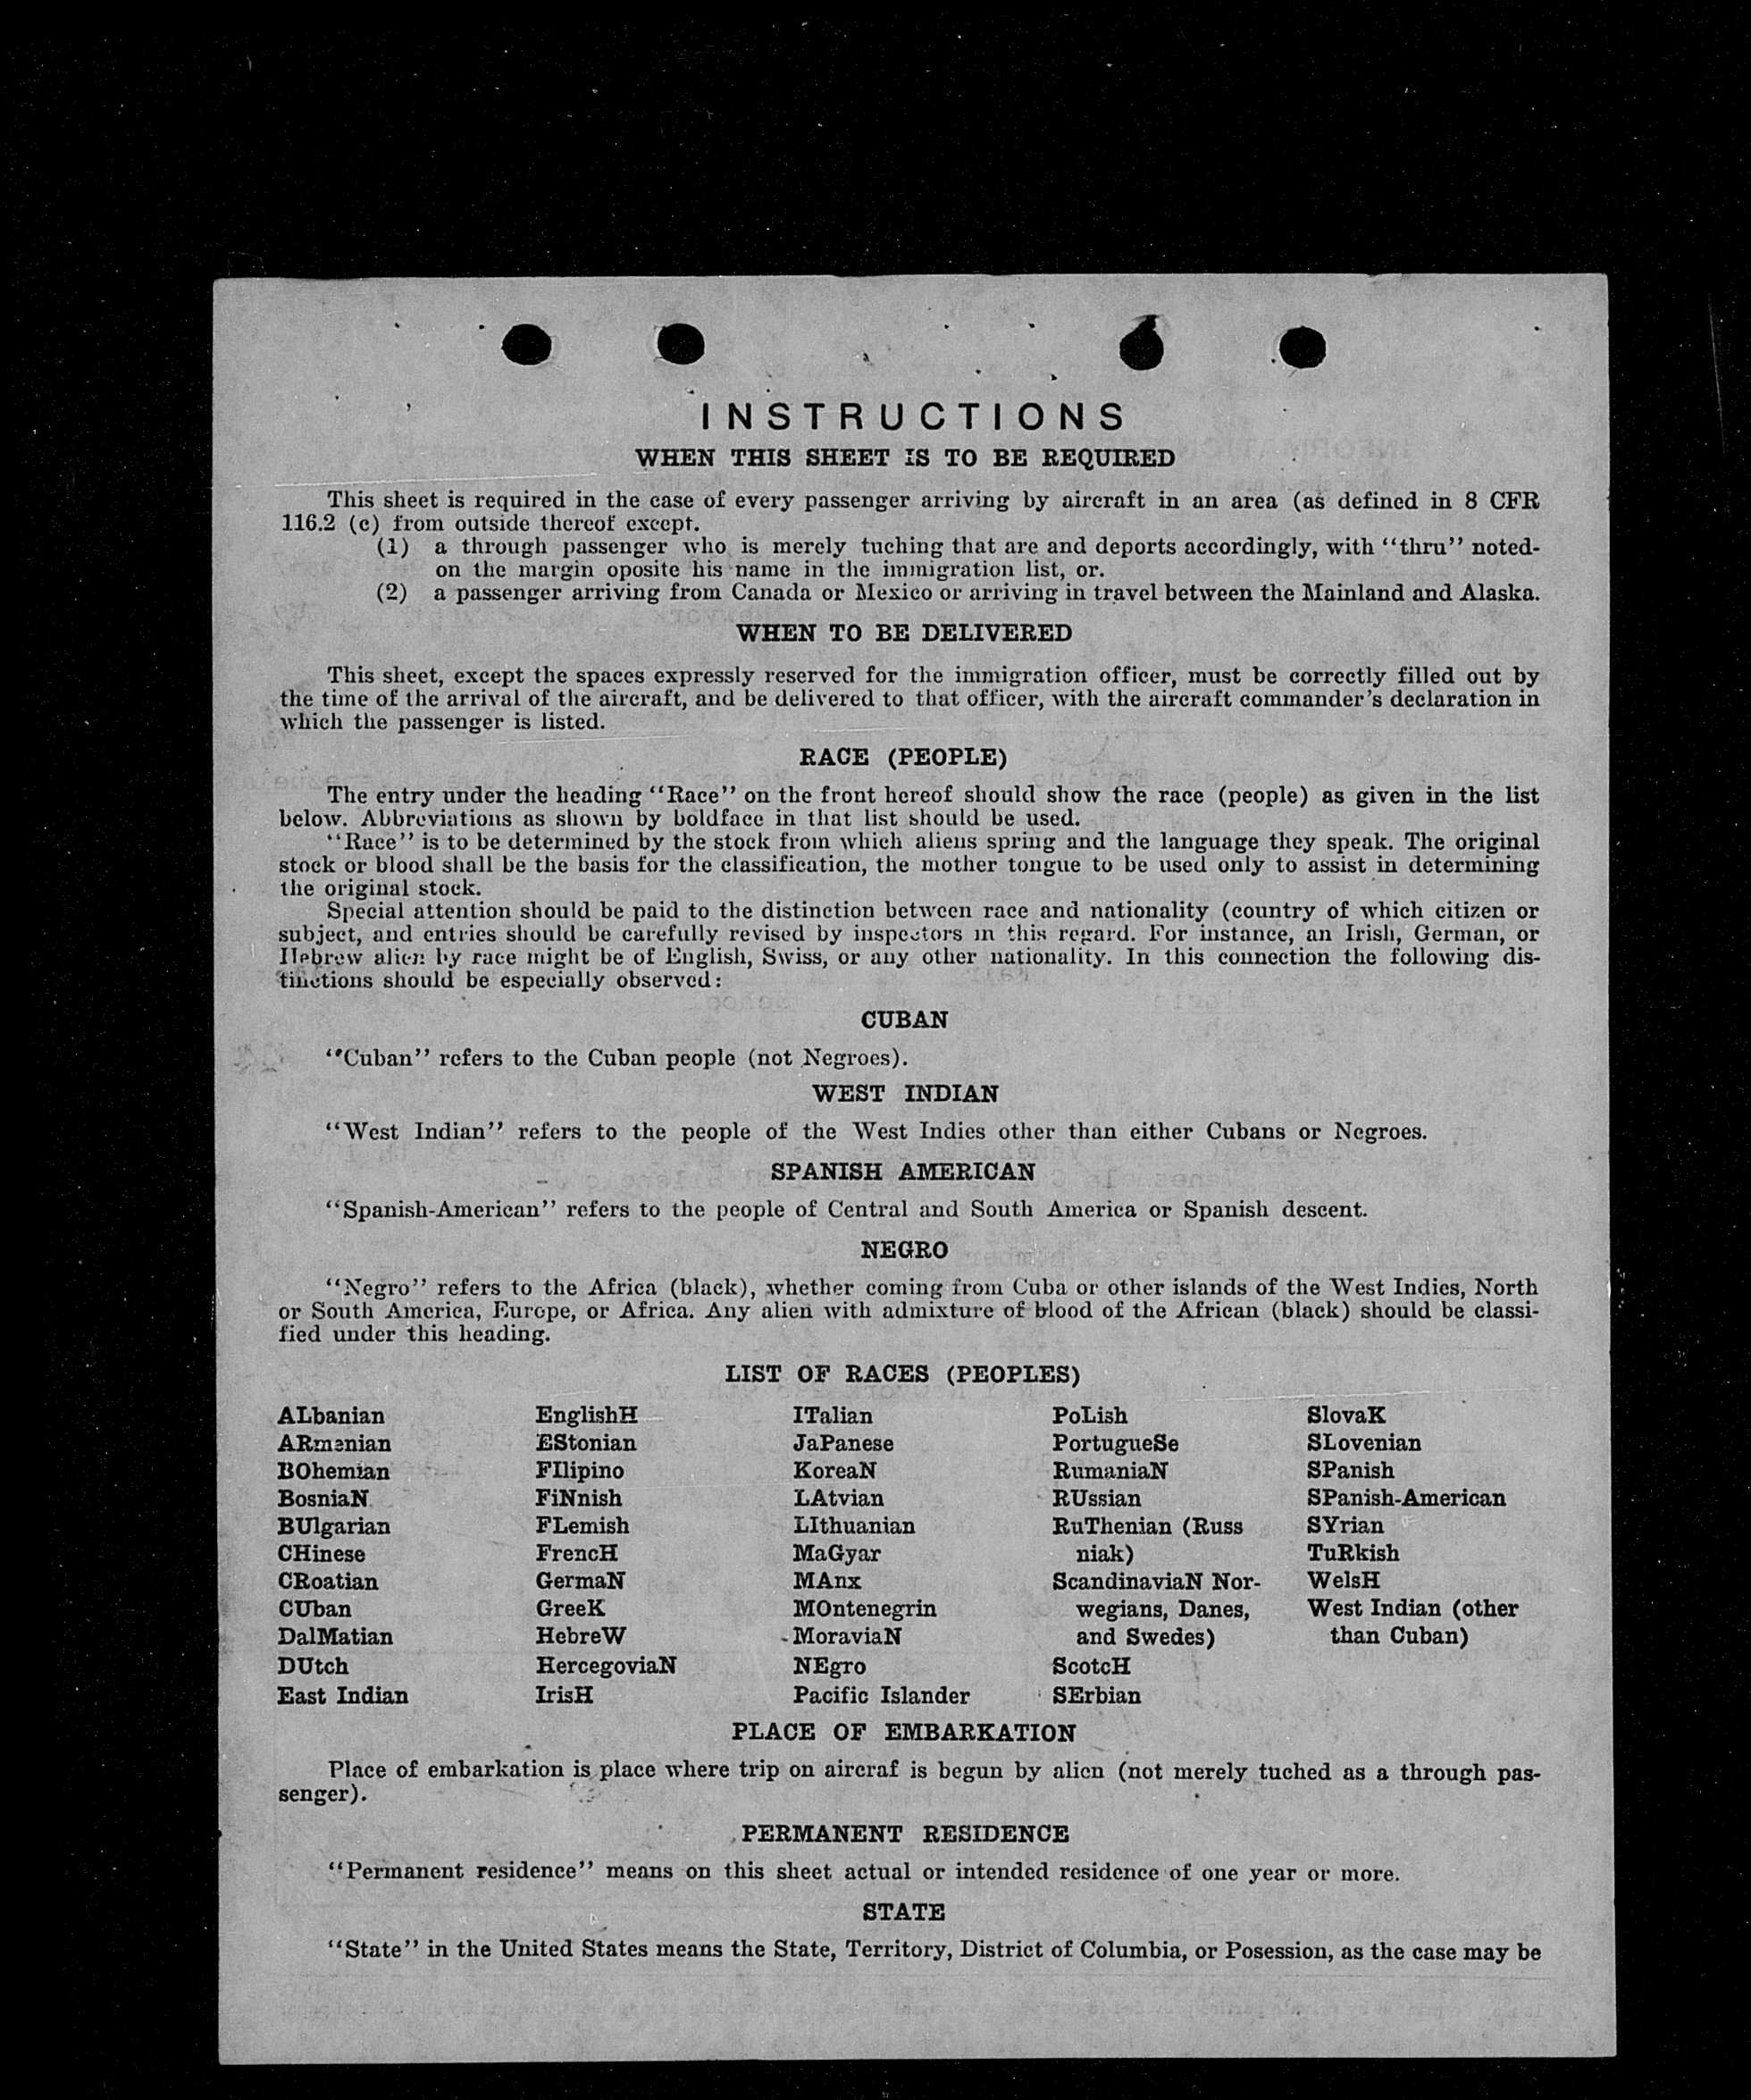 INSTRUCTIONS
WHEN THIS SHEET IS TO BE REQUIRED
This sheet is required in the case of every passenger arriving by aircraft in an area (as defined in 8 CFR
116.2 (c) from outside thereof except.
(1) a through passenger who is merely tuching that are and deports accordingly, with "thru" noted-
on the margin oposite his name in the immigration list, or.
(2) a passenger arriving from Canada or Mexico or arriving in travel between the Mainland and Alaska.
WHEN TO BE DELIVERED
This sheet, except the spaces expressly reserved for the immigration officer, must be correctly filled out by
the time of the arrival of the aircraft, and be delivered to that officer, with the aircraft commander's declaration in
which the passenger is listed.
RACE (PEOPLE)
The entry under the heading "Race" on the front hereof should show the race (people) as given in the list
below. Abbreviations as shown by boldface in that list should be used.
"Race" is to be determined by the stock from which aliens spring and the language they speak. The original
stock or blood shall be the basis for the classification, the mother tongue to be used only to assist in determining
the original stock.
Special attention should be paid to the distinction between race and nationality (country of which citizen or
subject, and entries should be carefully revised by inspectors in this regard. For instance, an Irish, German, or
Hebrew alien by race might be of English, Swiss, or any other nationality. In this connection the following dis-
tinctions should be especially observed:
CUBAN
"Cuban" refers to the Cuban people (not Negroes).
WEST INDIAN
"West Indian" refers to the people of the West Indies other than either Cubans or Negroes.
SPANISH AMERICAN
"Spanish-American" refers to the people of Central and South America or Spanish descent.
NEGRO
"Negro" refers to the Africa (black), whether coming from Cuba or other islands of the West Indies, North
or South America, Europe, or Africa. Any alien with admixture of blood of the African (black) should be classi-
fied under this heading.
LIST OF RACES (PEOPLES)
ALbanian
ARmenian
BOhemian
BosniaN
BUlgarian
CHinese
CRoatian
CUban
DalMatian
DUtch
East Indian
EnglishH
EStonian
FIlipino
FiNnish
FLemish
FrencH
GermaN
GreeK
HebreW
HercegoviaN
IrisH
ITalian
JaPanese
KoreaN
LAtvian
LIthuanian
MaGyar
MAnx
MOntenegrin
MoraviaN
NEgro
Pacific Islander
PoLish
PortugueSe
RumaniaN
RUssian
RuThenian (Russ
niak)
ScandinaviaN Nor-
wegians, Danes,
and Swedes)
ScotcH
SErbian
SlovaK
SLovenian
SPanish
SPanish-American
SYrian
TuRkish
WelsH
West Indian (other
than Cuban)
PLACE OF EMBARKATION
Place of embarkation is place where trip on aircraf is begun by alien (not merely tuched as a through pas-
senger).
PERMANENT RESIDENCE
"Permanent residence" means on this sheet actual or intended residence of one year or more.
STATE
"State" in the United States means the State, Territory, District of Columbia, or Posession, as the case may be